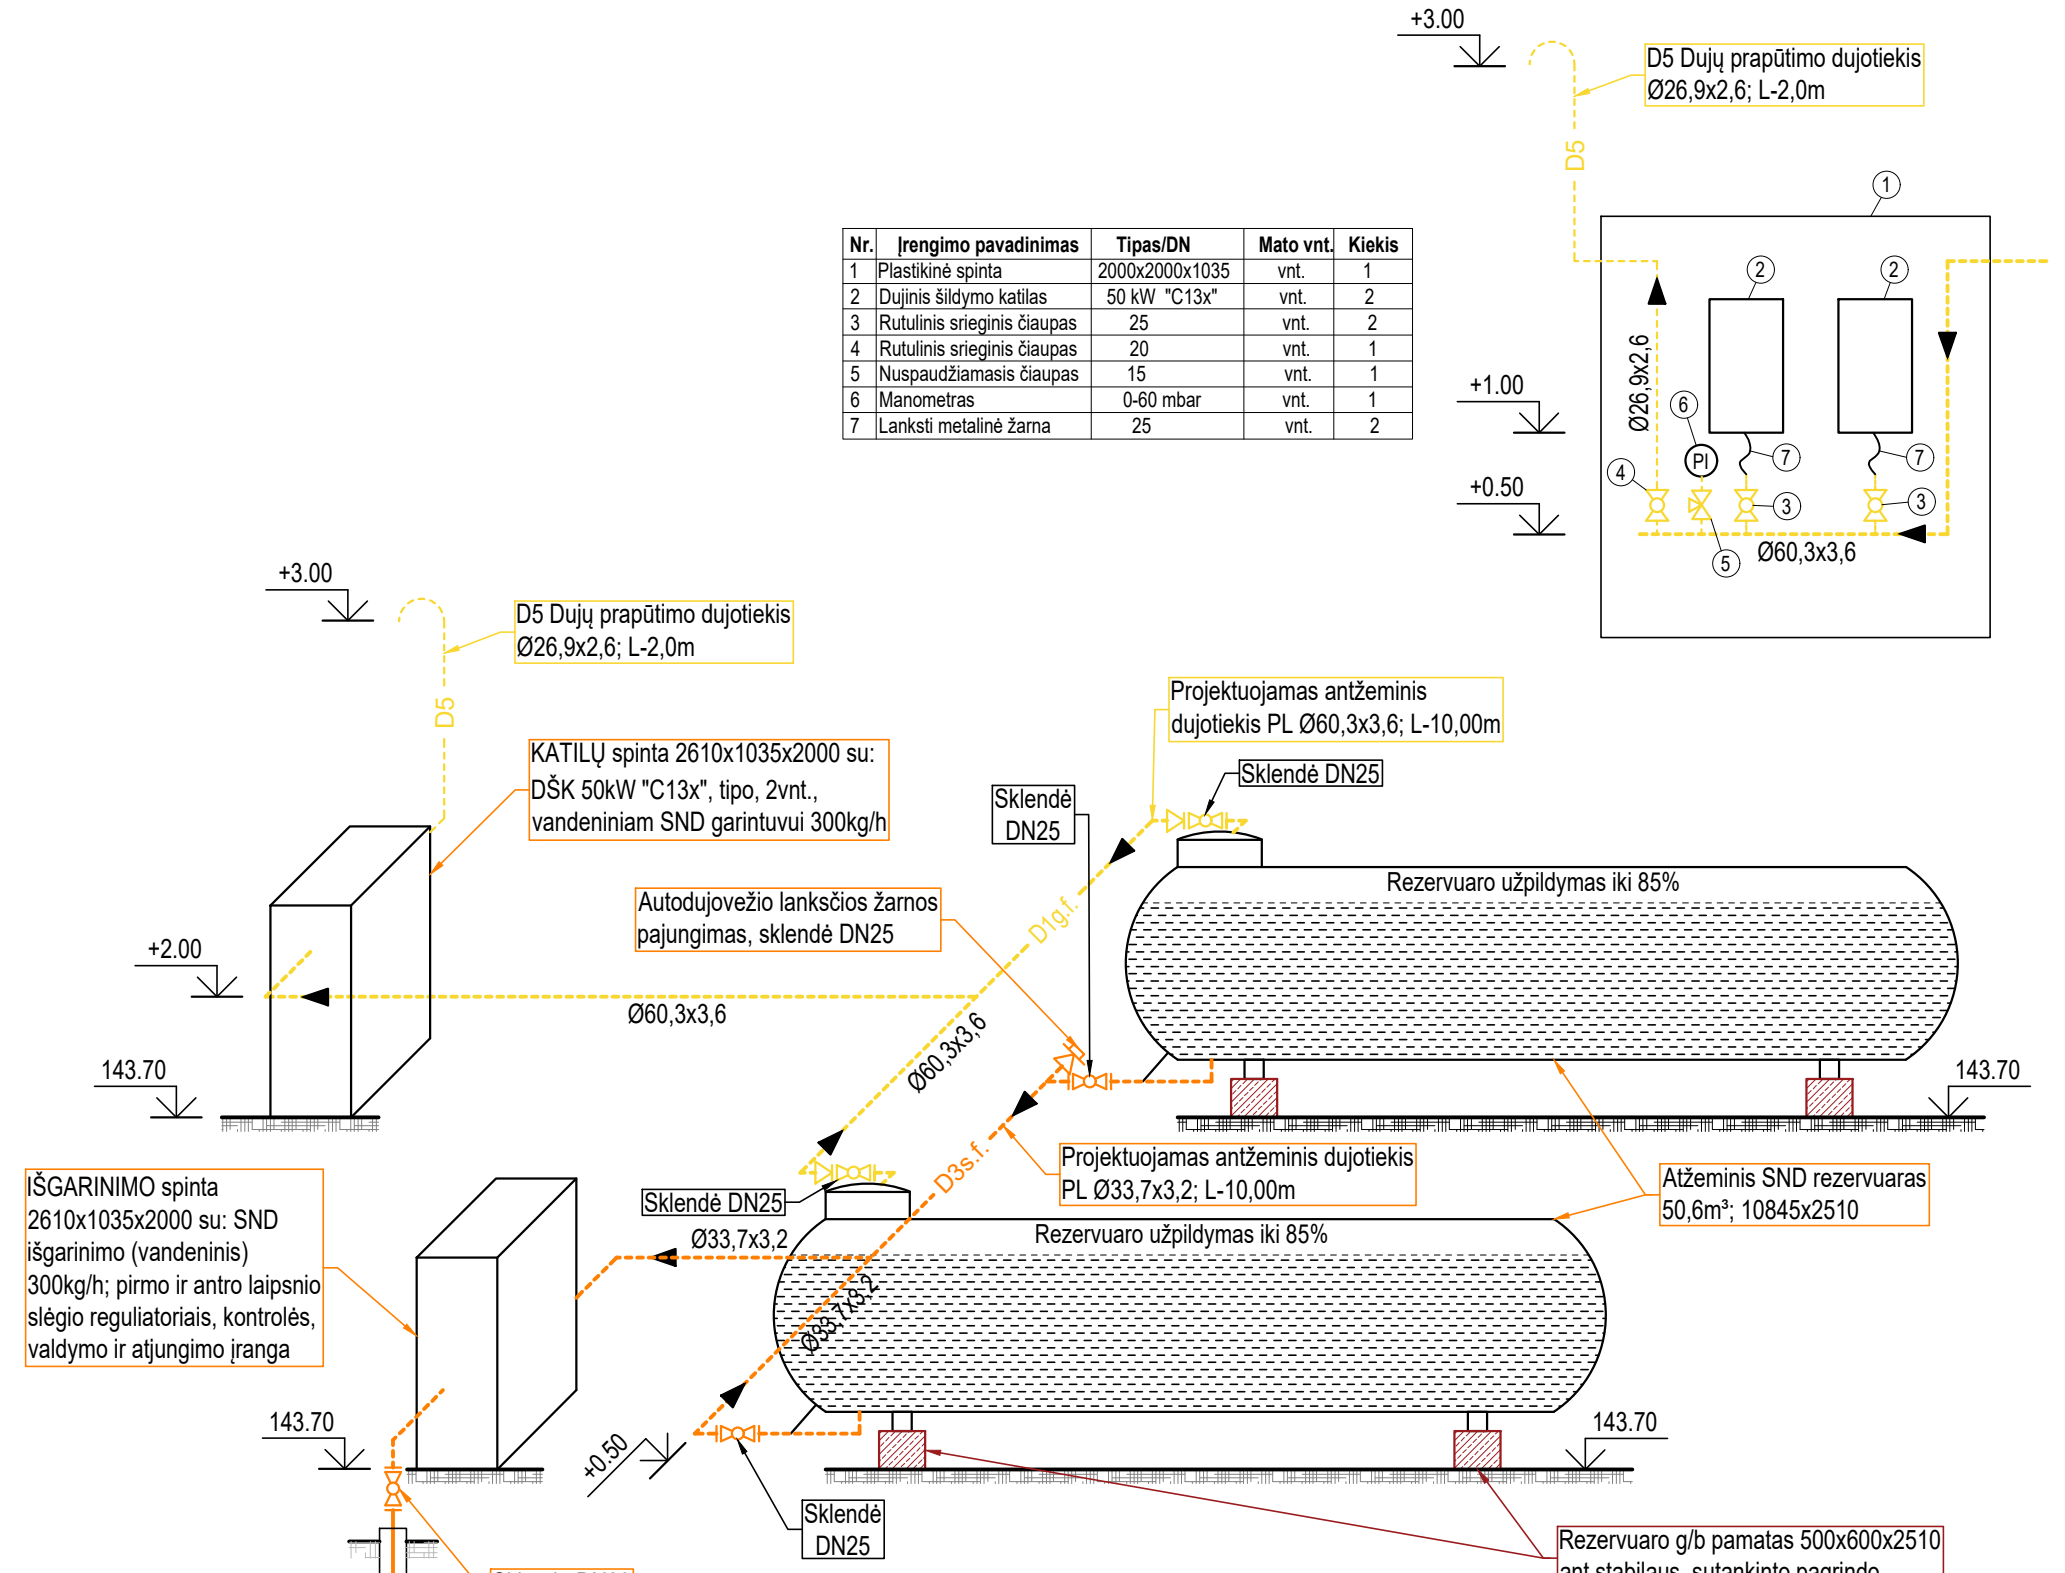 +3.00
D5 Dujų prapūtimo dujotiekis
Ø26,9x2,6; L-2,0m
D5
1
Nr. Įrengimo pavadinimas Tipas/DN Mato vnt. Kiekis
1 Plastikinė spinta 2000x2000x1035 vnt. 1
2 Dujinis šildymo katilas 50 kW "C13x" vnt. 2
3 Rutulinis srieginis čiaupas 25 vnt. 2
4 Rutulinis srieginis čiaupas 20 vnt. 1
5 Nuspaudžiamasis čiaupas 15 vnt. 1
6 Manometras 0-60 mbar vnt. 1
7 Lanksti metalinė žarna 25 vnt. 2
2
2
Ø26,9x2,6
+1.00
6
PI
7
7
4
+0.50
3
3
5
Ø60,3x3,6
+3.00
D5 Dujų prapūtimo dujotiekis
Ø26,9x2,6; L-2,0m
D5
KATILŲ spinta 2610x1035x2000 su:
DŠK 50kW "C13x", tipo, 2vnt.,
vandeniniam SND garintuvui 300kg/h
Projektuojamas antžeminis
dujotiekis PL Ø60,3x3,6; L-10,00m
Sklendė DN25
Sklendė
DN25
Rezervuaro užpildymas iki 85%
Autodujovežio lanksčios žarnos
pajungimas, sklendė DN25
D1g.f.
+2.00
Ø60,3x3,6
Ø60,3x3,6
143.70
143.70
Projektuojamas antžeminis dujotiekis
PL Ø33,7x3,2; L-10,00m
D3s.f.
Atžeminis SND rezervuaras
50,6m³; 10845x2510
IŠGARINIMO spinta
2610x1035x2000 su: SND
išgarinimo (vandeninis)
300kg/h; pirmo ir antro laipsnio
slėgio reguliatoriais, kontrolės,
valdymo ir atjungimo įranga
Sklendė DN25
Rezervuaro užpildymas iki 85%
Ø33,7x3,2
Ø33,7x3,2
143.70
+0.50
143.70
Sklendė
DN25
Rezervuaro g/b pamatas 500x600x2510
ant stabilaus, sutankinto pagrindo